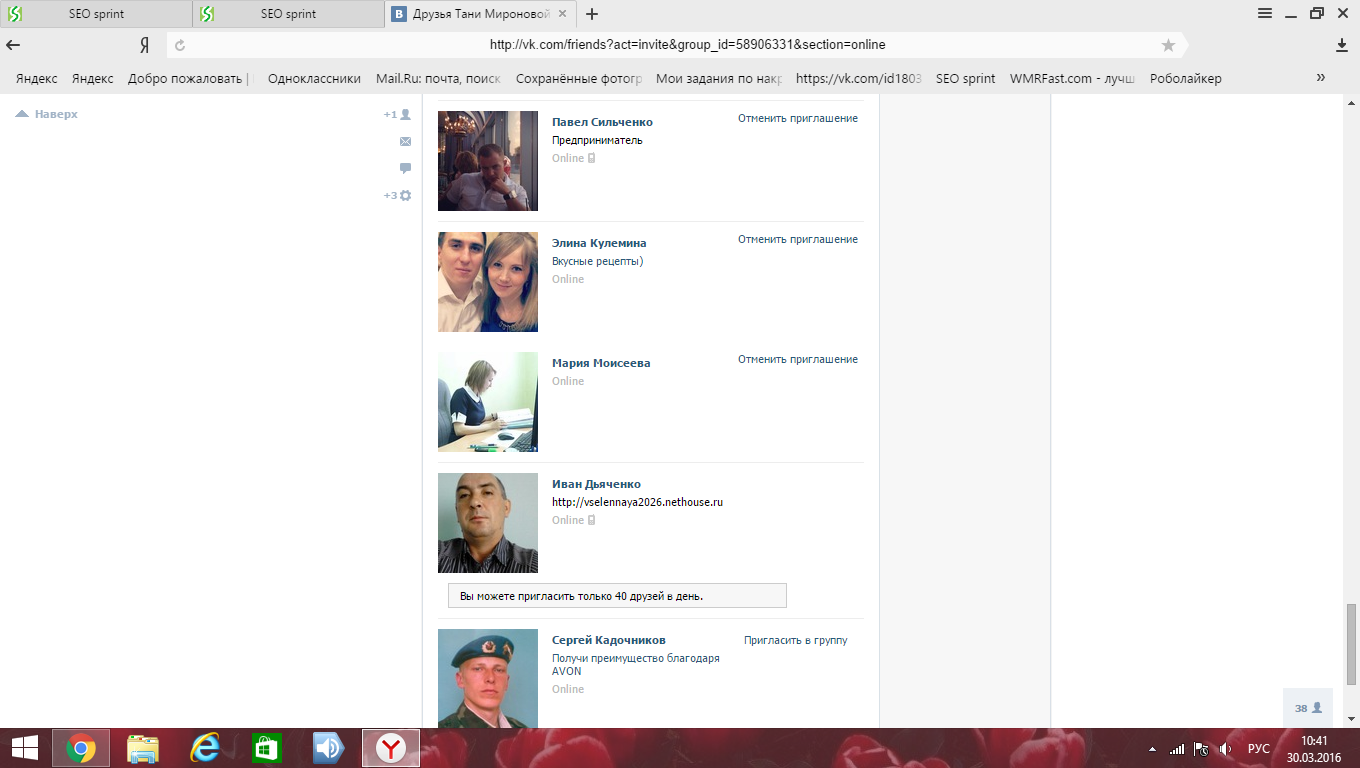 SEO sprint
SEO sprint
Друзья Тани Мироновой
Я
http://vk.com/friends?act=invite&group_id=58906331&section=online
Яндекс
Яндекс
Добро пожаловать |
Одноклассники
Mail.Ru: почта, поиск
Сохранённые фотогр
Мои задания по накр
https://vk.com/id1803
SEO sprint
WMRFast.com - лучш
Роболайкер
»
Наверх
+1
+3
Павел Сильченко
Отменить приглашение
Предприниматель
Online
Элина Кулемина
Отменить приглашение
Вкусные рецепты)
Online
Мария Моисеева
Отменить приглашение
Online
Иван Дьяченко
http://vselennaya2026.nethouse.ru
Online
Вы можете пригласить только 40 друзей в день.
Сергей Кадочников
Пригласить в группу
Получи преимущество благодаря
AVON
Online
38
РУС
10:41
30.03.2016